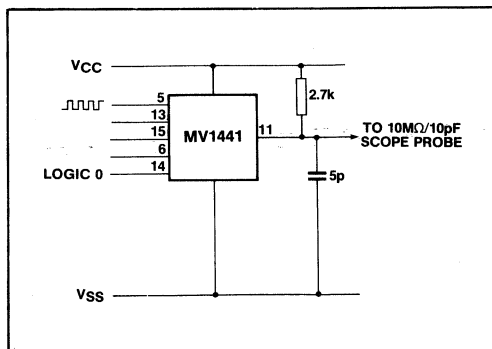 VCC
5
13
15
6
LOGIC 0
14
MV1441
11
2.7k
TO 10MΩ/10pF
SCOPE PROBE
5p
VSS